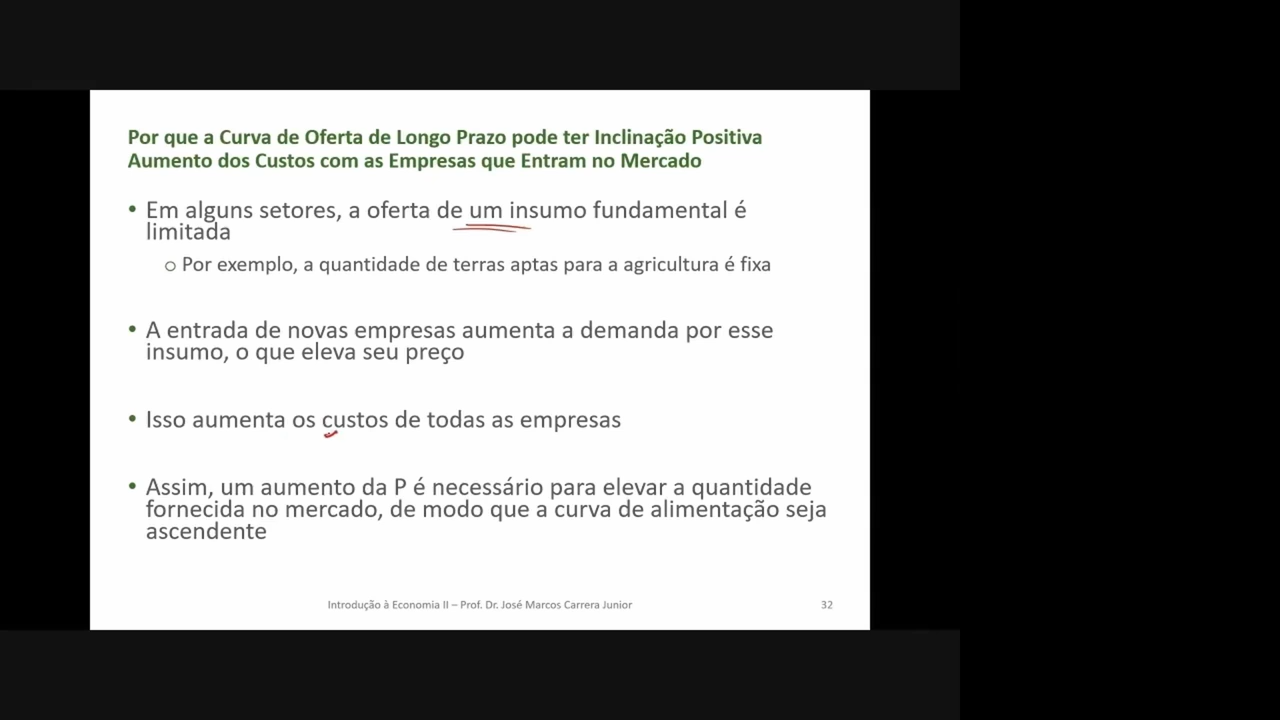 Por que a Curva de Oferta de Longo Prazo pode ter Inclinação Positiva
Aumento dos Custos com as Empresas que Entram no Mercado
• Em alguns setores, a oferta de um insumo fundamental é
limitada
o Por exemplo, a quantidade de terras aptas para a agricultura é fixa
• A entrada de novas empresas aumenta a demanda por esse
insumo, o que eleva seu preço
• Isso aumenta os custos de todas as empresas
• Assim, um aumento da P é necessário para elevar a quantidade
fornecida no mercado, de modo que a curva de alimentação seja
ascendente
Introdução à Economia II – Prof. Dr. José Marcos Carrera Junior
32